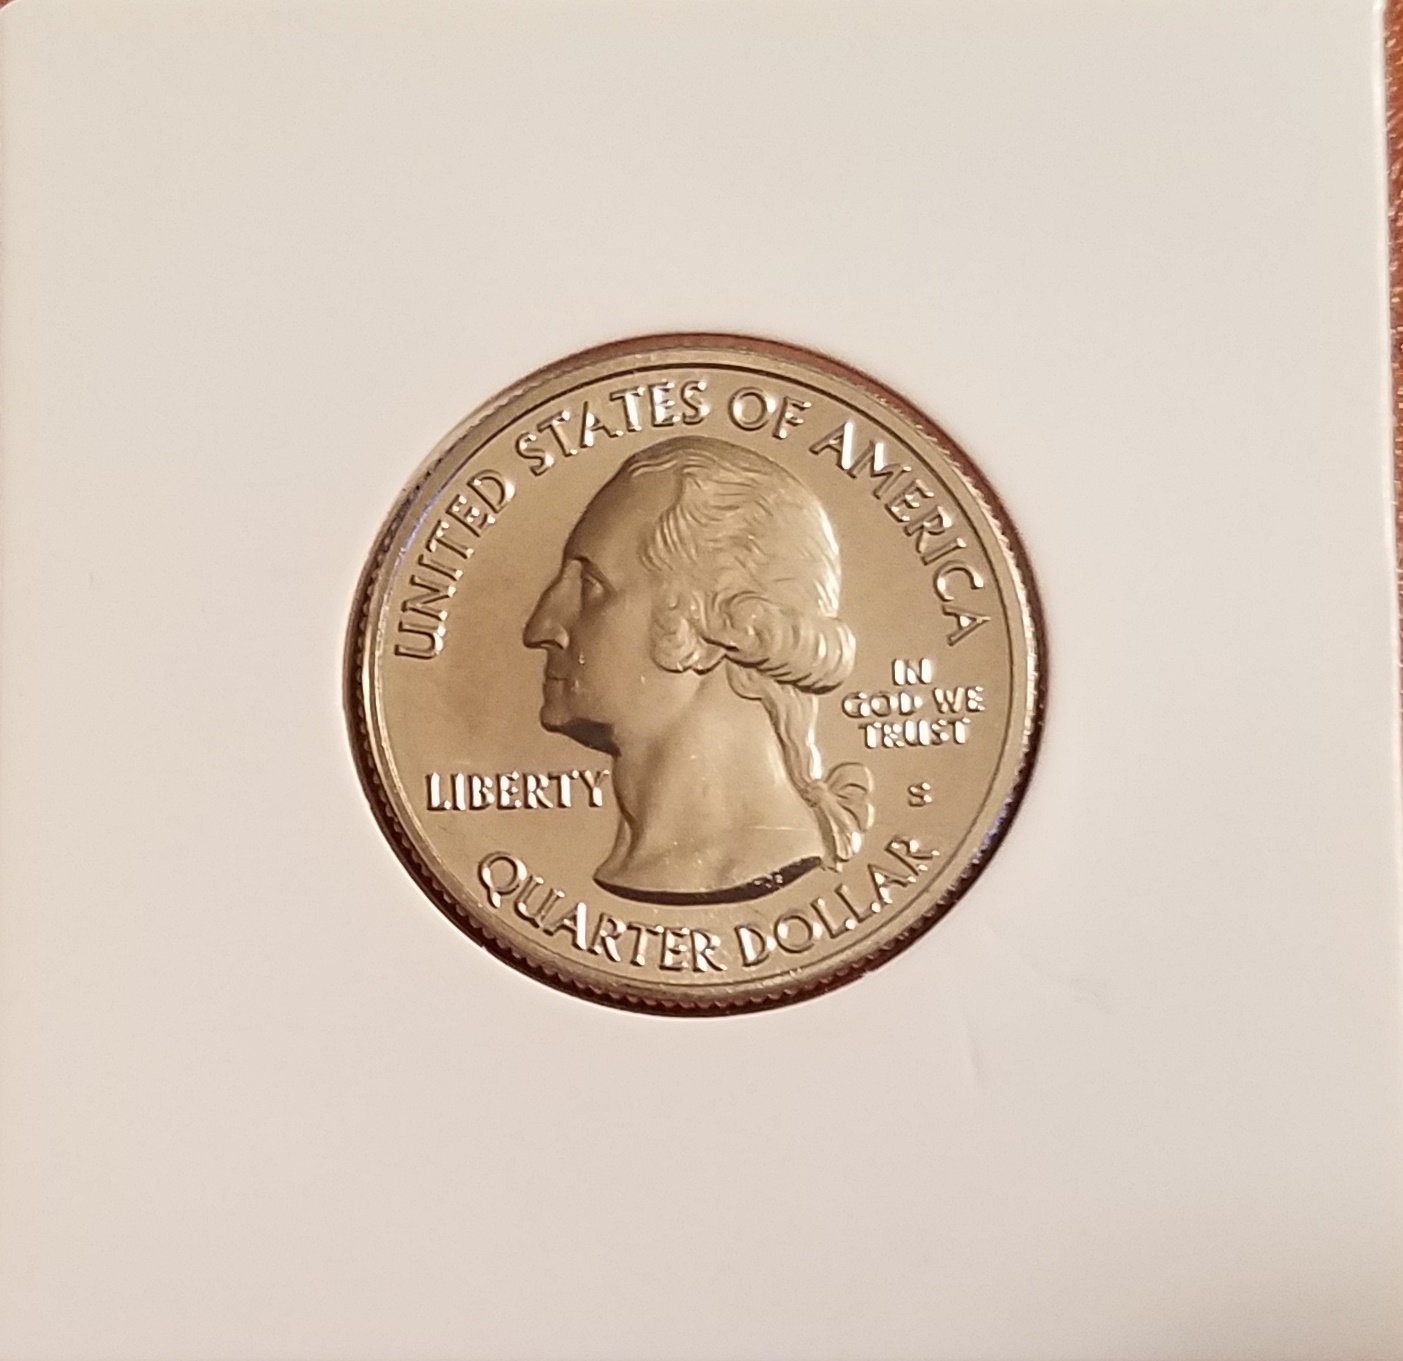 UNITED STATES OF AMERICA
LIBERTY
IN
GOD WE
TRUST
S
QUARTER DOLLAR